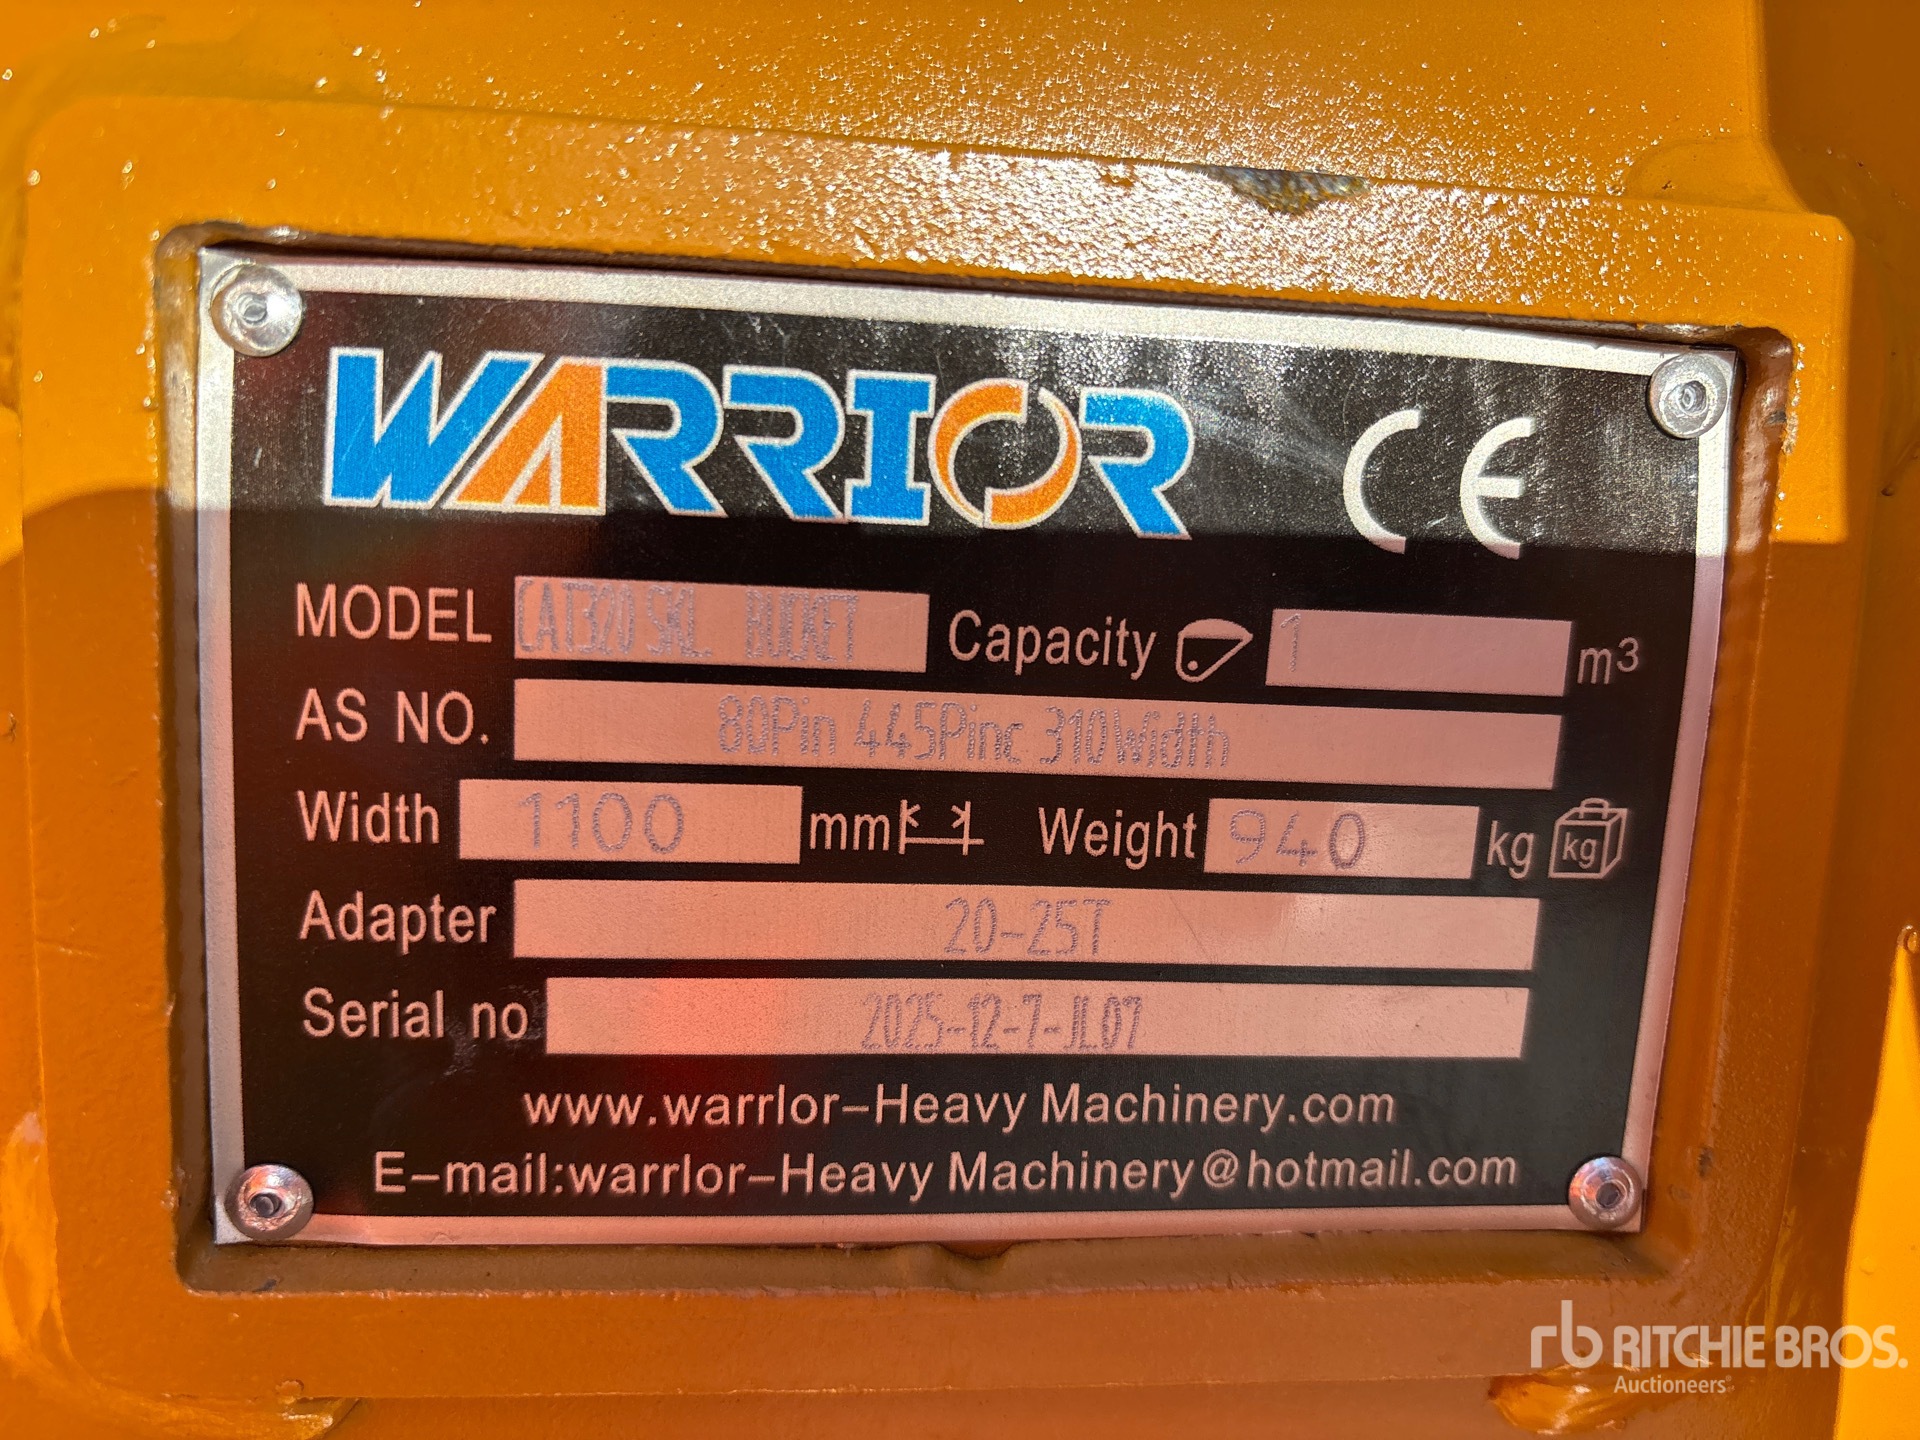 WARRIOR CE
MODEL CAT320 SKL. BUCKET Capacity 1 m³
AS NO. 80Pin 445Pinc 310Width
Width 1100 mm Weight 940 kg kg
Adapter 20-25T
Serial no 2025-12-7-JL07
www.warrlor-Heavy Machinery.com
E-mail:warrlor-Heavy Machinery@hotmail.com
rb RITCHIE BROS.
Auctioneers